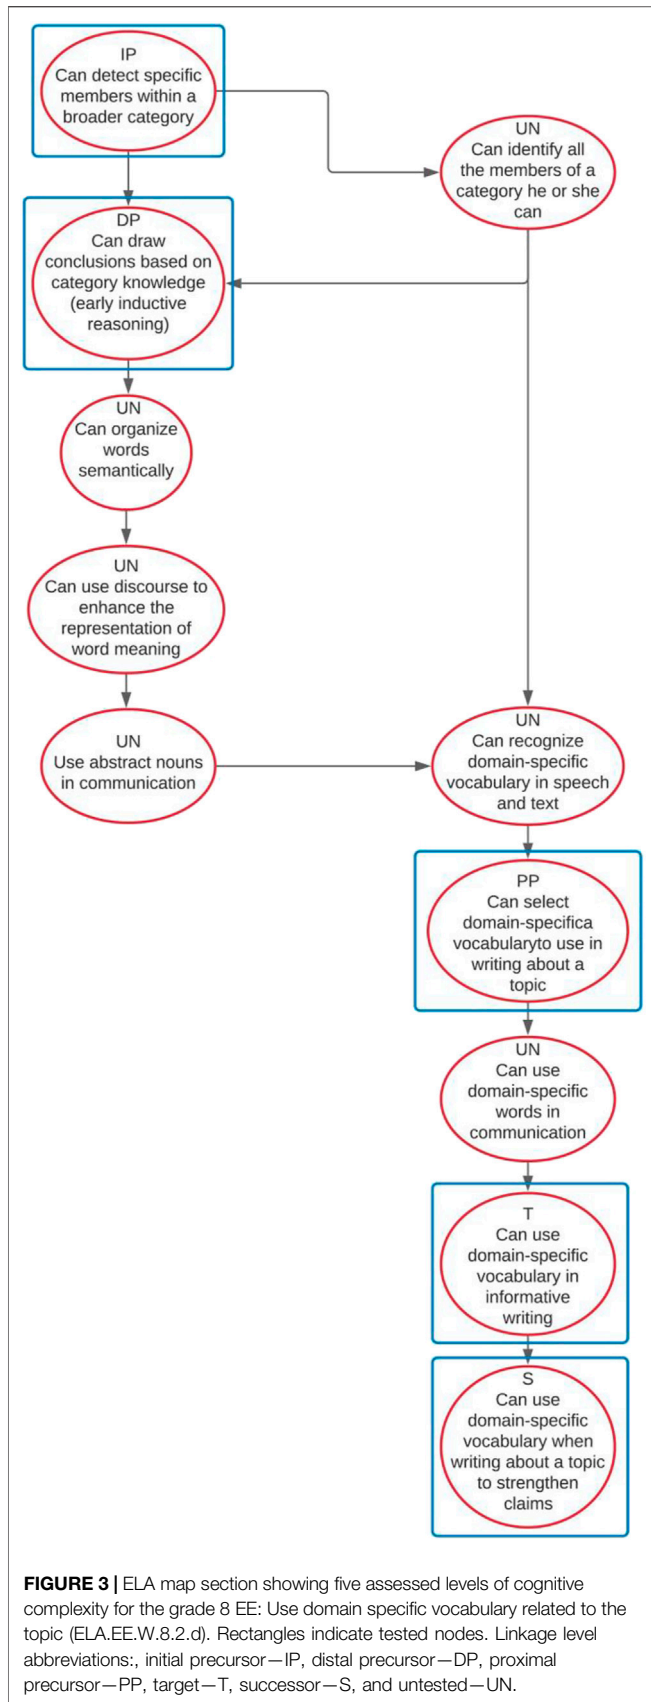 IP
Can detect specific
members within a
broader category
UN
Can identify all
the members of a
category he or she
can
DP
Can draw
conclusions based on
category knowledge
(early inductive
reasoning)
UN
Can organize
words
semantically
UN
Can use discourse to
enhance the
representation of
word meaning
UN
Use abstract nouns
in communication
UN
Can recognize
domain-specific
vocabulary in speech
and text
PP
Can select
domain-specifica
vocabularyto use in
writing about a
topic
UN
Can use
domain-specific
words in
communication
T
Can use
domain-specific
vocabulary in
informative
writing
S
Can use
domain-specific
vocabulary when
writing about a topic
to strengthen
claims
FIGURE 3 | ELA map section showing five assessed levels of cognitive
complexity for the grade 8 EE: Use domain specific vocabulary related to the
topic (ELA.EE.W.8.2.d). Rectangles indicate tested nodes. Linkage level
abbreviations:, initial precursor—IP, distal precursor—DP, proximal
precursor—PP, target—T, successor—S, and untested—UN.